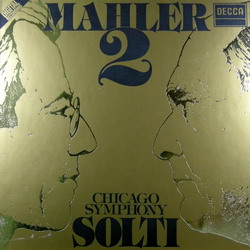 MAHLER
2
DECCA
CHICAGO
SYMPHONY
SOLTI